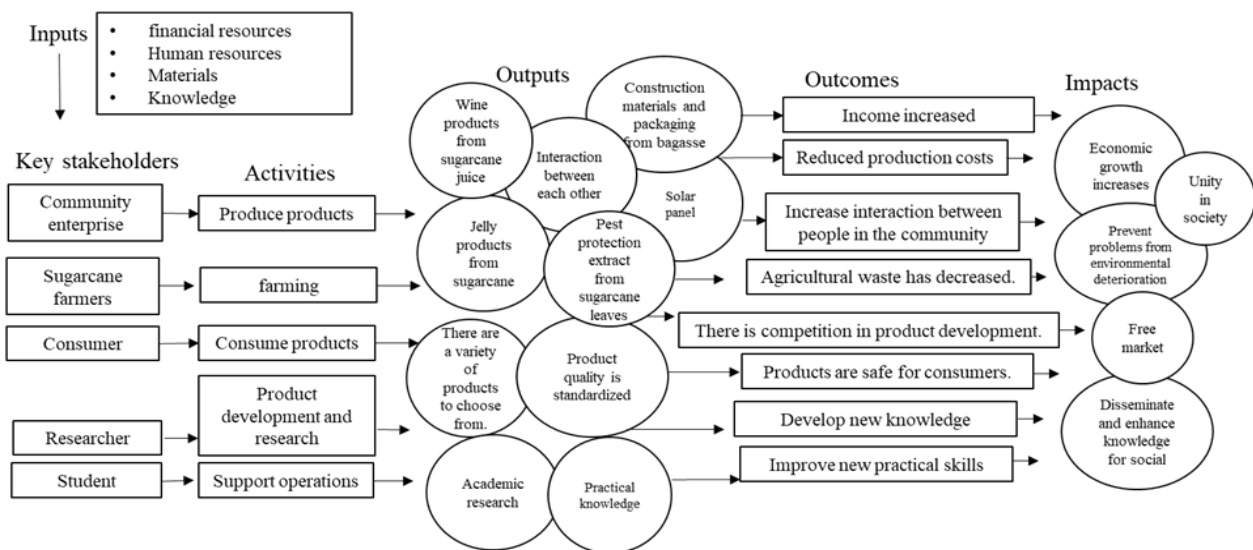 Inputs
• financial resources
• Human resources
• Materials
• Knowledge
Key stakeholders
Community
enterprise
Sugarcane
farmers
Consumer
Researcher
Student
Activities
Produce products
farming
Consume products
Product
development and
research
Support operations
Outputs
Wine
products
from
sugarcane
juice
Construction
materials and
packaging
from bagasse
Interaction
between
each other
Solar
panel
Jelly
products
from
sugarcane
Pest
protection
extract
from
sugarcane
leaves
There are
a variety
of
products
to choose
from.
Product
quality is
standardized
Academic
research
Practical
knowledge
Outcomes
Income increased
Reduced production costs
Increase interaction between
people in the community
Agricultural waste has decreased.
There is competition in product development.
Products are safe for consumers.
Develop new knowledge
Improve new practical skills
Impacts
Economic
growth
increases
Unity
in
society
Prevent
problems from
environmental
deterioration
Free
market
Disseminate
and enhance
knowledge
for social